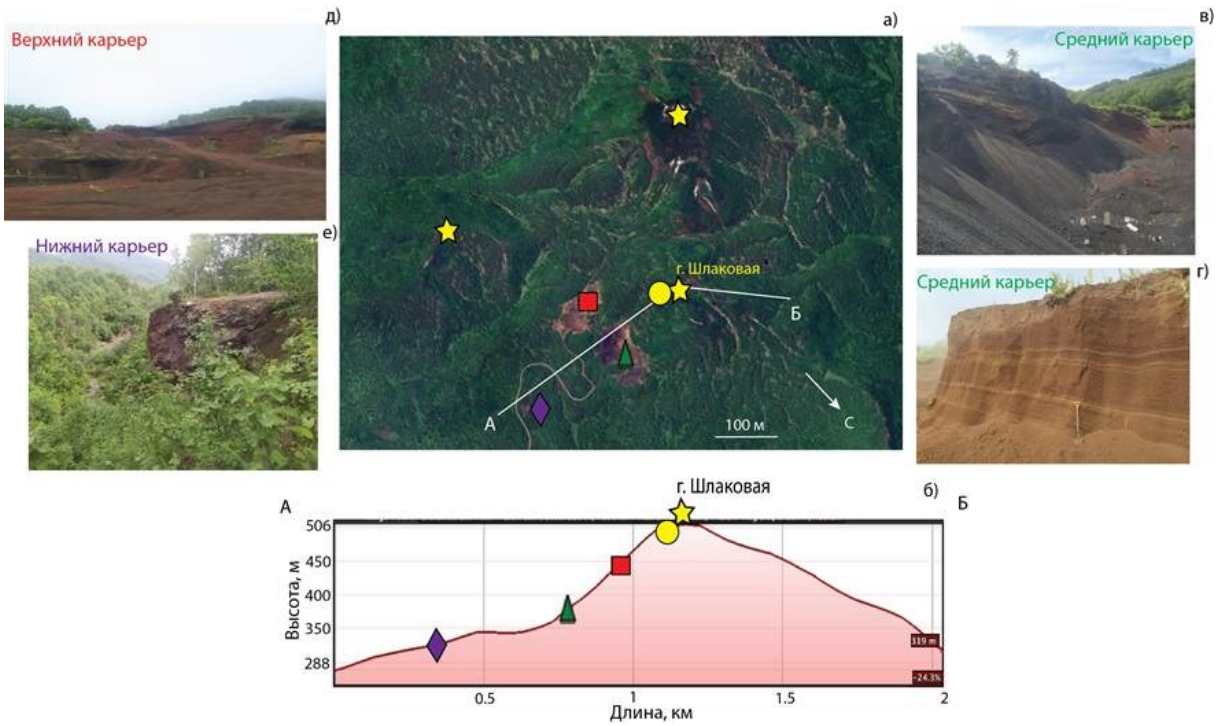 д)
Верхний карьер
а)
в)
Средний карьер
Нижний карьер
е)
г. Шлаковая
Б
А
100 м
С
г)
Средний карьер
г. Шлаковая
А
б)
Б
506
450
400
350
288
Высота, м
319 m
-24.3%
0.5
1
1.5
2
Длина, км